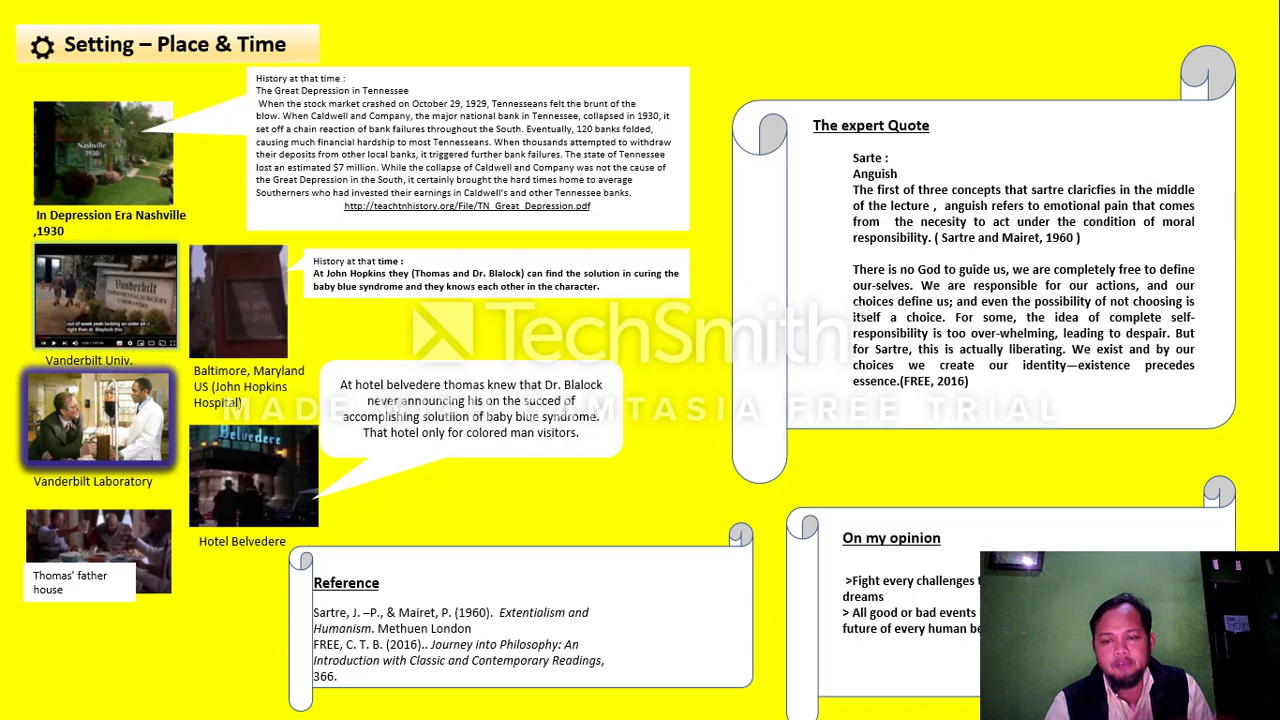 Setting – Place & Time
History at that time :
The Great Depression in Tennessee
When the stock market crashed on October 29, 1929, Tennesseans felt the brunt of the
blow. When Caldwell and Company, the major national bank in Tennessee, collapsed in 1930, it
set off a chain reaction of bank failures throughout the South. Eventually, 120 banks folded,
causing much financial hardship to most Tennesseans. When thousands attempted to withdraw
their deposits from other local banks, it triggered further bank failures. The state of Tennessee
lost an estimated $7 million. While the collapse of Caldwell and Company was not the cause of
the Great Depression in the South, it certainly brought the hard times home to average
Southerners who had invested their earnings in Caldwell's and other Tennessee banks.
http://teachtnhistory.org/File/TN_Great_Depression.pdf
Nashville
1930
In Depression Era Nashville
,1930
History at that time :
At John Hopkins they (Thomas and Dr. Blalock) can find the solution in curing the
baby blue syndrome and they knows each other in the character.
Vanderbilt
Vanderbilt Univ.
Baltimore, Maryland
US (John Hopkins
Hospital)
At hotel belvedere thomas knew that Dr. Blalock
never announcing his on the succed of
accomplishing solutiion of baby blue syndrome.
That hotel only for colored man visitors.
Vanderbilt Laboratory
Belvedere
Hotel Belvedere
Thomas' father
house
The expert Quote
Sarte :
Anguish
The first of three concepts that sartre claricfies in the middle
of the lecture , anguish refers to emotional pain that comes
from the necesity to act under the condition of moral
responsibility. ( Sartre and Mairet, 1960 )
There is no God to guide us, we are completely free to define
our-selves. We are responsible for our actions, and our
choices define us; and even the possibility of not choosing is
itself a choice. For some, the idea of complete self-
responsibility is too over-whelming, leading to despair. But
for Sartre, this is actually liberating. We exist and by our
choices we create our identity—existence precedes
essence.(FREE, 2016)
TechSmith
MADE WITH CAMTASIA FREE TRIAL
Reference
Sartre, J. –P., & Mairet, P. (1960). Extentialism and
Humanism. Methuen London
FREE, C. T. B. (2016).. Journey into Philosophy: An
Introduction with Classic and Contemporary Readings,
366.
On my opinion
>Fight every challenges
dreams
> All good or bad events
future of every human